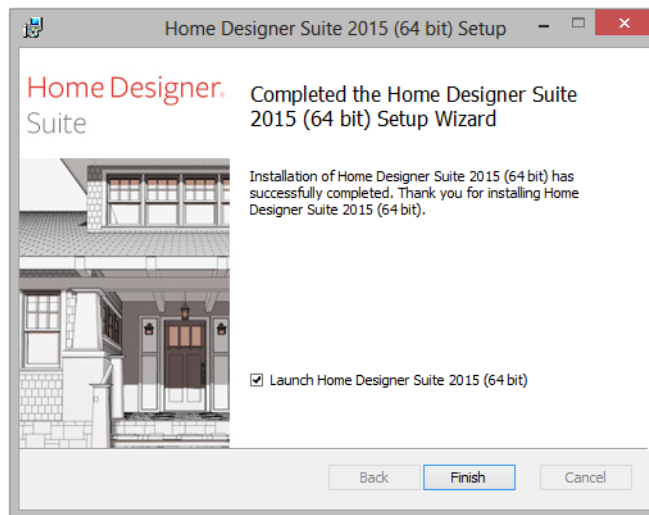 Home Designer Suite 2015 (64 bit) Setup
Home Designer®
Suite
Completed the Home Designer Suite
2015 (64 bit) Setup Wizard
Installation of Home Designer Suite 2015 (64 bit) has
successfully completed. Thank you for installing Home
Designer Suite 2015 (64 bit).
Launch Home Designer Suite 2015 (64 bit)
Back Finish Cancel